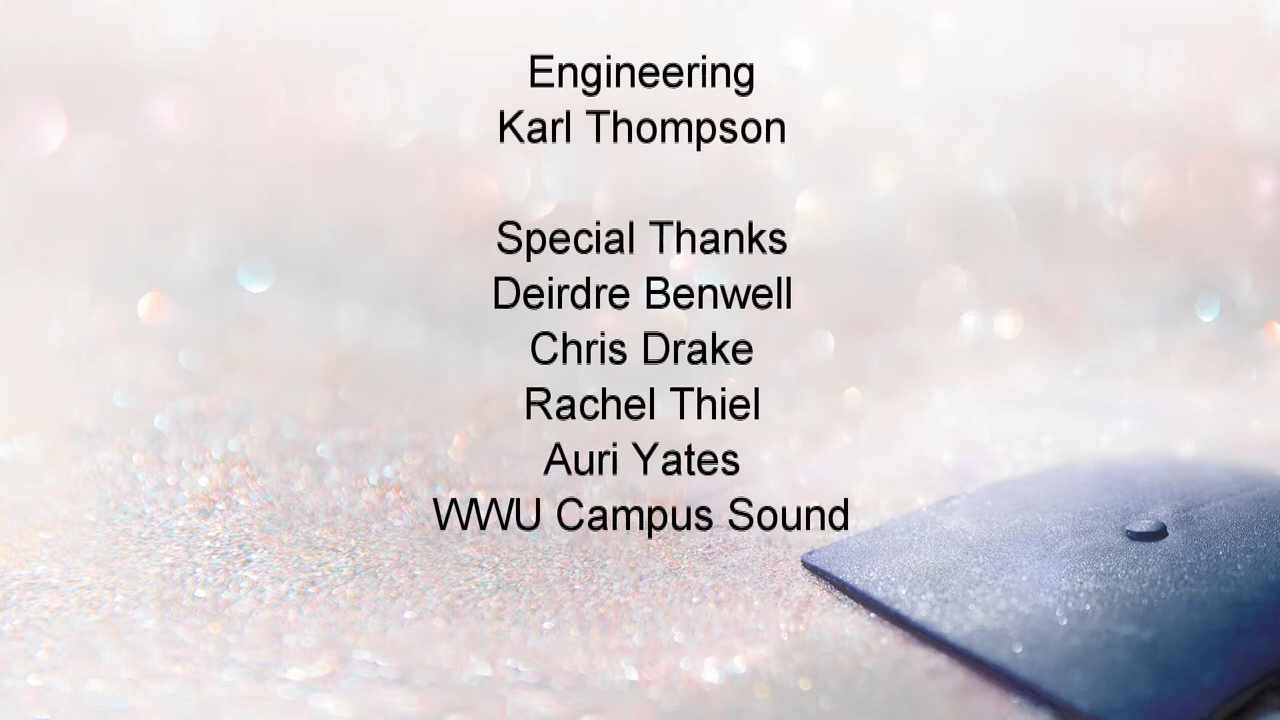 Engineering
Karl Thompson
Special Thanks
Deirdre Benwell
Chris Drake
Rachel Thiel
Auri Yates
WWU Campus Sound